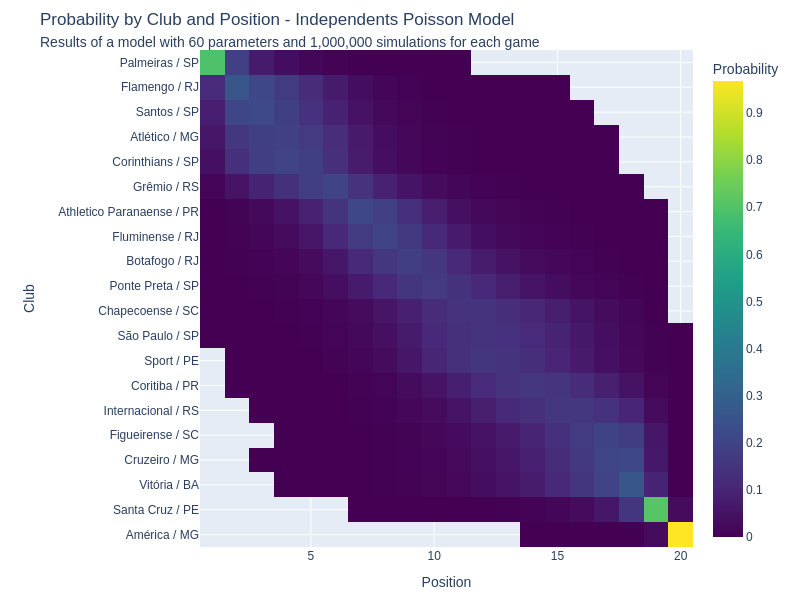 Probability by Club and Position - Independents Poisson Model
Results of a model with 60 parameters and 1,000,000 simulations for each game
Probability
Palmeiras / SP
Flamengo / RJ
Santos / SP
Atlético / MG
Corinthians / SP
Grêmio / RS
Athletico Paranaense / PR
Fluminense / RJ
Botafogo / RJ
Ponte Preta / SP
Chapecoense / SC
São Paulo / SP
Sport / PE
Coritiba / PR
Internacional / RS
Figueirense / SC
Cruzeiro / MG
Vitória / BA
Santa Cruz / PE
América / MG
Club
5
10
15
20
Position
0.9
0.8
0.7
0.6
0.5
0.4
0.3
0.2
0.1
0